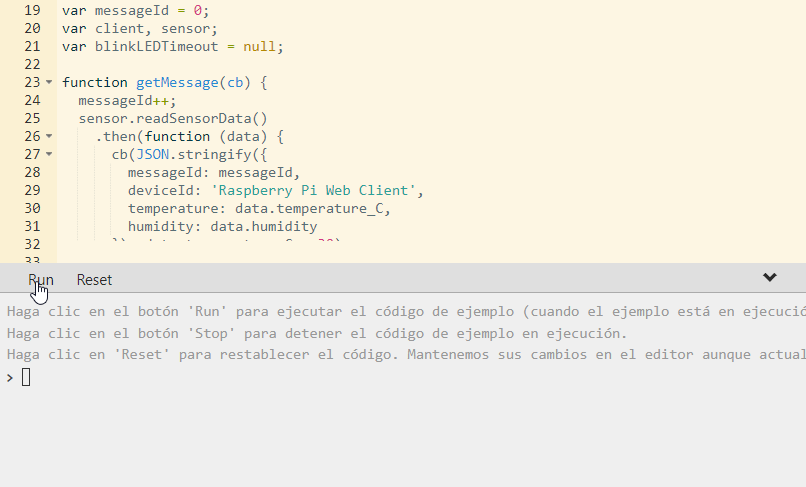 19 var messageId = 0;
20 var client, sensor;
21 var blinkLEDTimeout = null;
22
23 function getMessage(cb) {
24 messageId++;
25 sensor.readSensorData()
26 .then(function (data) {
27 cb(JSON.stringify({
28 messageId: messageId,
29 deviceId: 'Raspberry Pi Web Client',
30 temperature: data.temperature_C,
31 humidity: data.humidity
32
33
Run Reset
Haga clic en el botón 'Run' para ejecutar el código de ejemplo (cuando el ejemplo está en ejecució
Haga clic en el botón 'Stop' para detener el código de ejemplo en ejecución.
Haga clic en 'Reset' para restablecer el código. Mantenemos sus cambios en el editor aunque actual
>